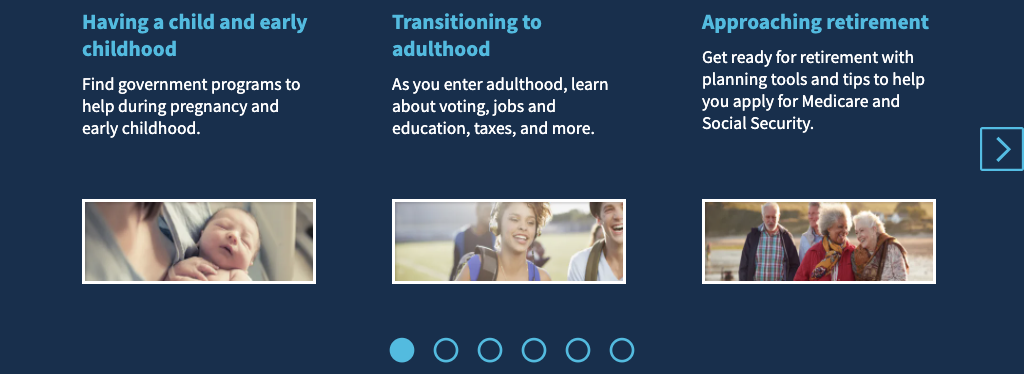 Having a child and early
childhood
Find government programs to
help during pregnancy and
early childhood.
Transitioning to
adulthood
As you enter adulthood, learn
about voting, jobs and
education, taxes, and more.
Approaching retirement
Get ready for retirement with
planning tools and tips to help
you apply for Medicare and
Social Security.